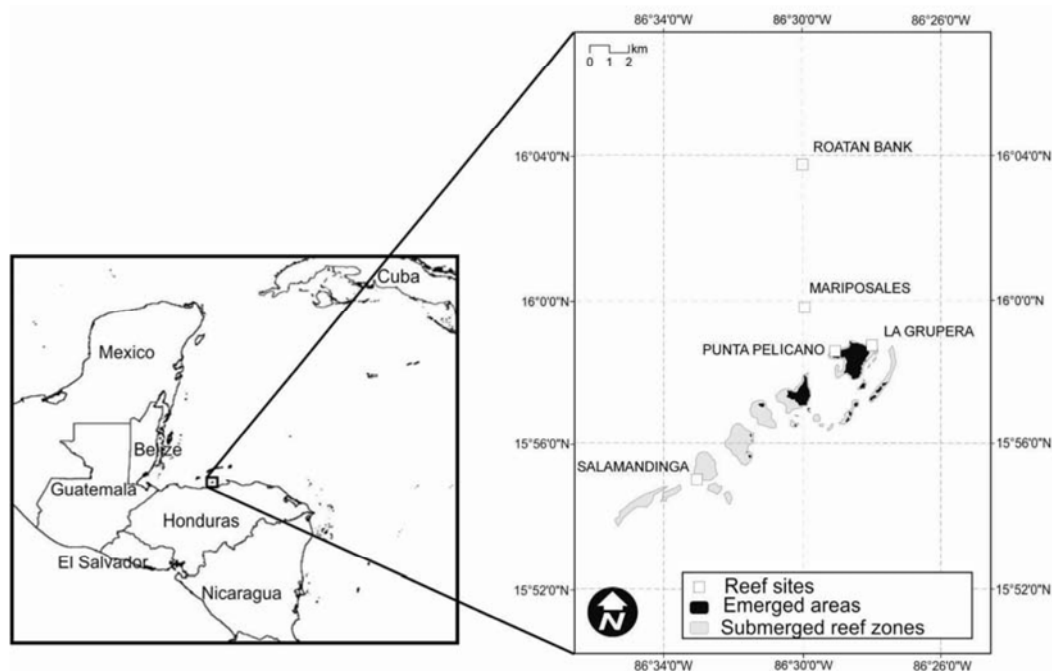 86°34'0"W 86°30'0"W 86°26'0"W
km
0 1 2
ROATAN BANK
16°04'0"N 16°04'0"N
Cuba
MARIPOSALES
16°0'0"N 16°0'0"N
LA GRUPERA
PUNTA PELICANO
Mexico
Belize
15°56'0"N 15°56'0"N
SALAMANDINGA
Guatemala
Honduras
El Salvador
Nicaragua
15°52'0"N 15°52'0"N
Reef sites
Emerged areas
Submerged reef zones
N
86°34'0"W 86°30'0"W 86°26'0"W